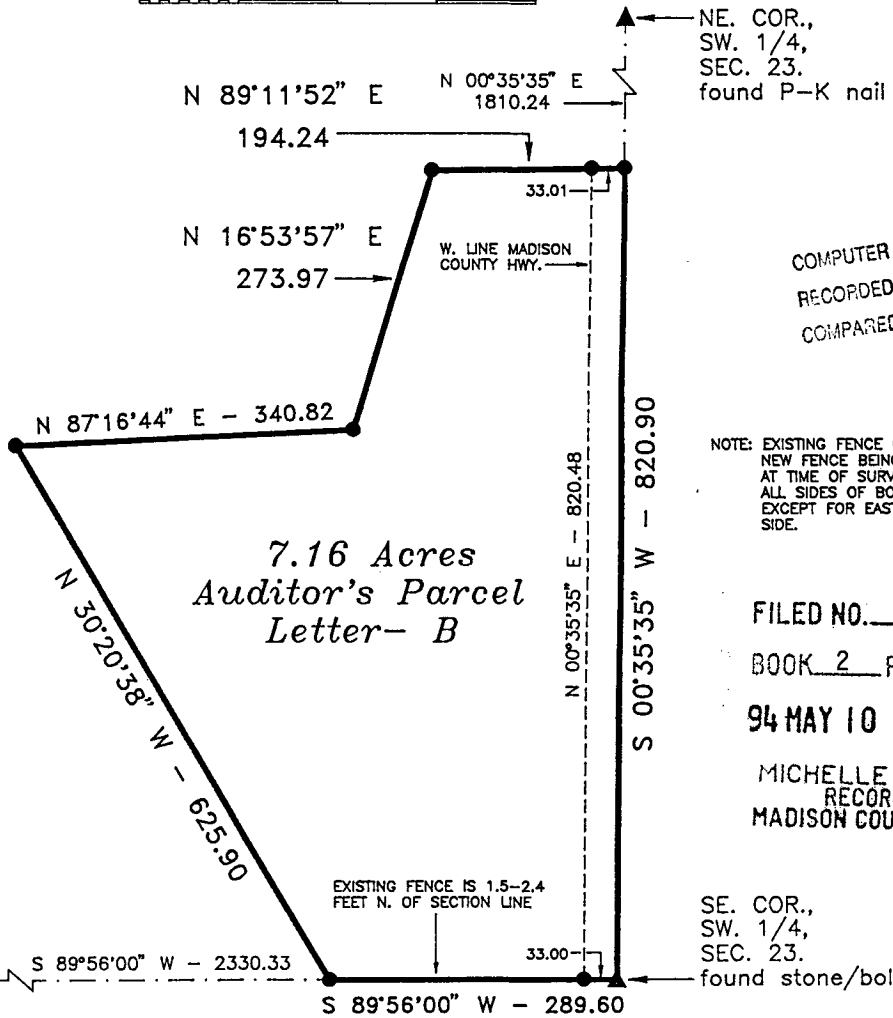 NE. COR.,
SW. 1/4,
SEC. 23.
found P-K nail
N 00°35'35" E
1810.24
N 89°11'52" E
194.24
33.01
N 16°53'57" E
273.97
W. LINE MADISON
COUNTY HWY.
COMPUTER
RECORDED
COMPARED
N 87°16'44" E - 340.82
NOTE: EXISTING FENCE
NEW FENCE BEING
AT TIME OF SURV
ALL SIDES OF BO
EXCEPT FOR EAST
SIDE.
N 00°35'35" E - 820.48
S 00°35'35" W - 820.90
7.16 Acres
Auditor's Parcel
Letter- B
N 30°20'38" W - 625.90
FILED NO.
BOOK 2 P
94 MAY 10
MICHELLE
RECOR
MADISON COU
EXISTING FENCE IS 1.5-2.4
FEET N. OF SECTION LINE
33.00
SE. COR.,
SW. 1/4,
SEC. 23.
found stone/bol
S 89°56'00" W - 2330.33
S 89°56'00" W - 289.60